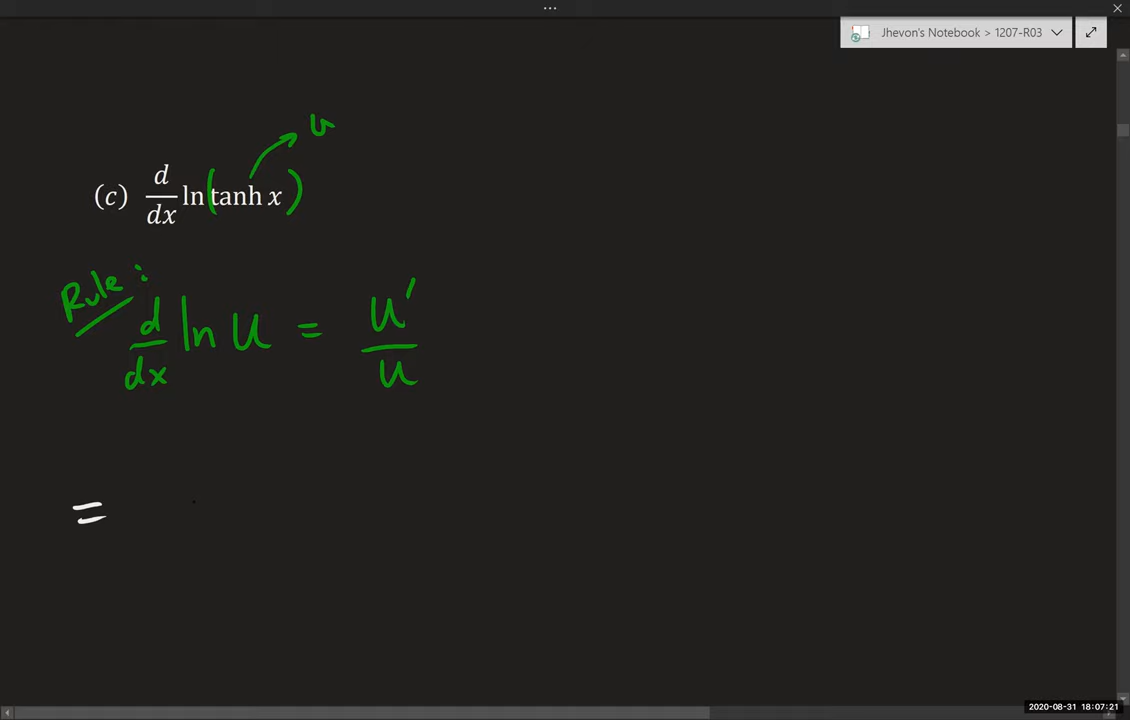 Jhevon's Notebook > 1207-R03
u
(c) d/dx ln(tanh x)
Rule:
d/dx ln u = u'/u
=
2020-08-31 18:07:21